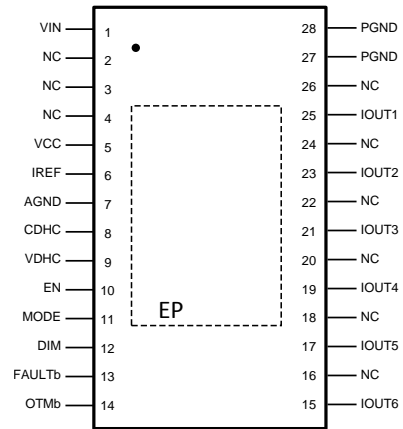 VIN 1 28 PGND
NC 2 27 PGND
NC 3 26 NC
NC 4 25 IOUT1
VCC 5 24 NC
IREF 6 23 IOUT2
AGND 7 22 NC
CDHC 8 21 IOUT3
VDHC 9 20 NC
EN 10 19 IOUT4
MODE 11 18 NC
EP
DIM 12 17 IOUT5
FAULTb 13 16 NC
OTMb 14 15 IOUT6